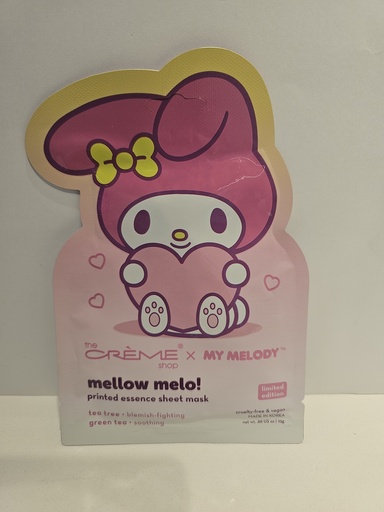 the
CRÈME® × MY MELODY™
shop
mellow melo!
printed essence sheet mask
limited
edition
tea tree - blemish-fighting
green tea - soothing
cruelty-free & vegan
MADE IN KOREA